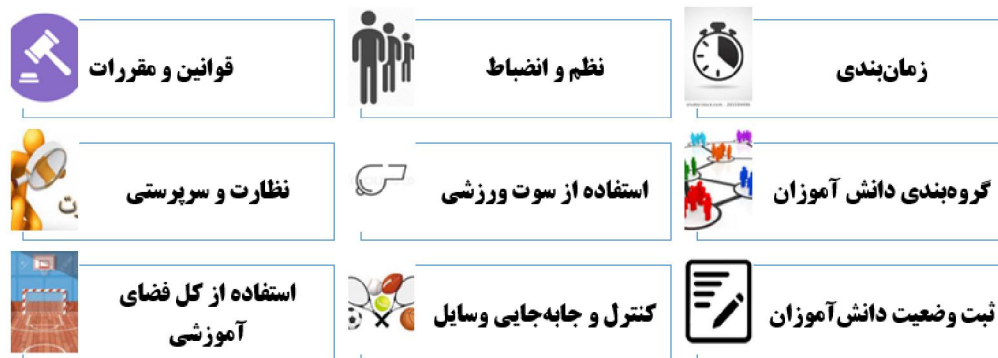 زمان‌بندی
نظم و انضباط
قوانین و مقررات
گروه‌بندی دانش آموزان
استفاده از سوت ورزشی
نظارت و سرپرستی
ثبت وضعیت دانش‌آموزان
کنترل و جابه‌جایی وسایل
استفاده از کل فضای
آموزشی